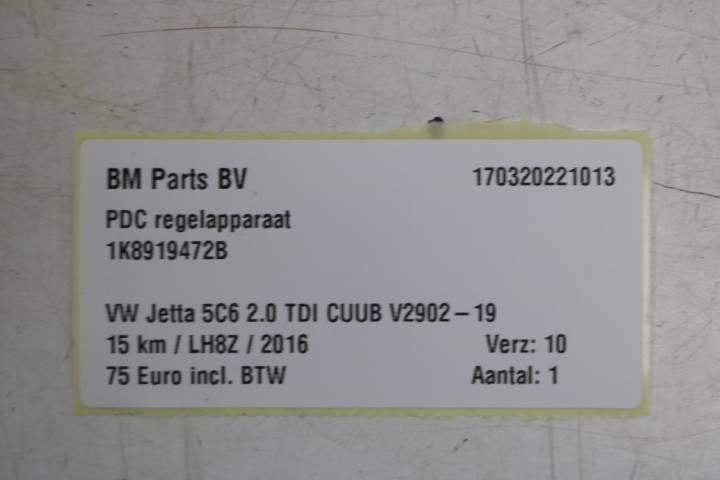 BM Parts BV 170320221013
PDC regelapparaat
1K8919472B
VW Jetta 5C6 2.0 TDI CUUB V2902-19
15 km / LH8Z / 2016 Verz: 10
75 Euro incl. BTW Aantal: 1